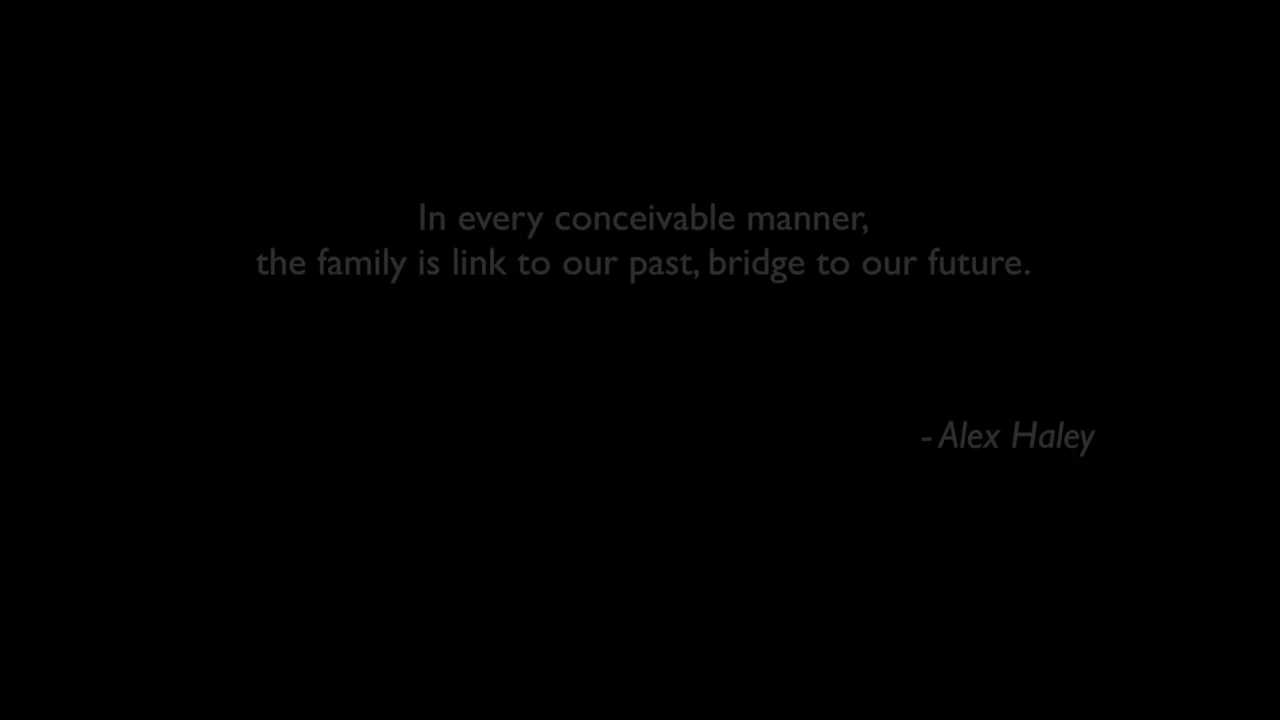 In every conceivable manner,
the family is link to our past, bridge to our future.
- Alex Haley